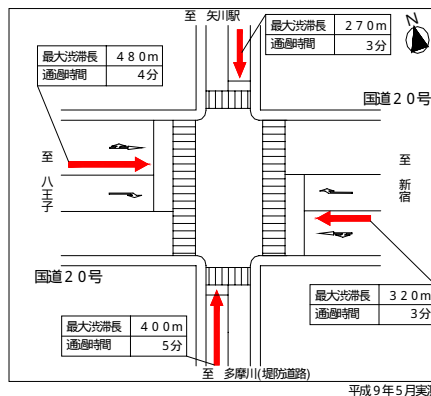 至 矢川駅
最大渋滞長 270m
通過時間 3分
N
最大渋滞長 480m
通過時間 4分
国道20号
至 八王子
至 新宿
国道20号
最大渋滞長 320m
通過時間 3分
最大渋滞長 400m
通過時間 5分
至 多摩川(堤防道路)
平成9年5月実